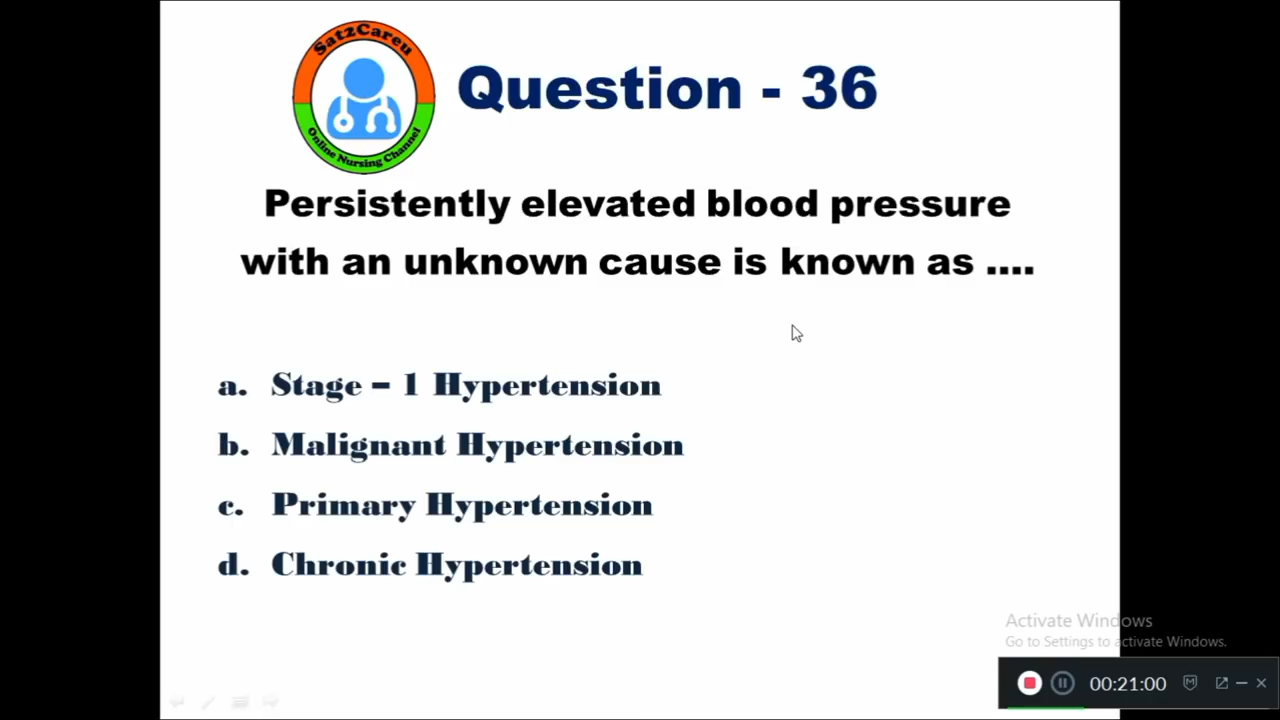 Sat2Careu
Online Nursing Channel
Question - 36
Persistently elevated blood pressure
with an unknown cause is known as ....
a. Stage – 1 Hypertension
b. Malignant Hypertension
c. Primary Hypertension
d. Chronic Hypertension
Activate Windows
Go to Settings to activate Windows.
00:21:00